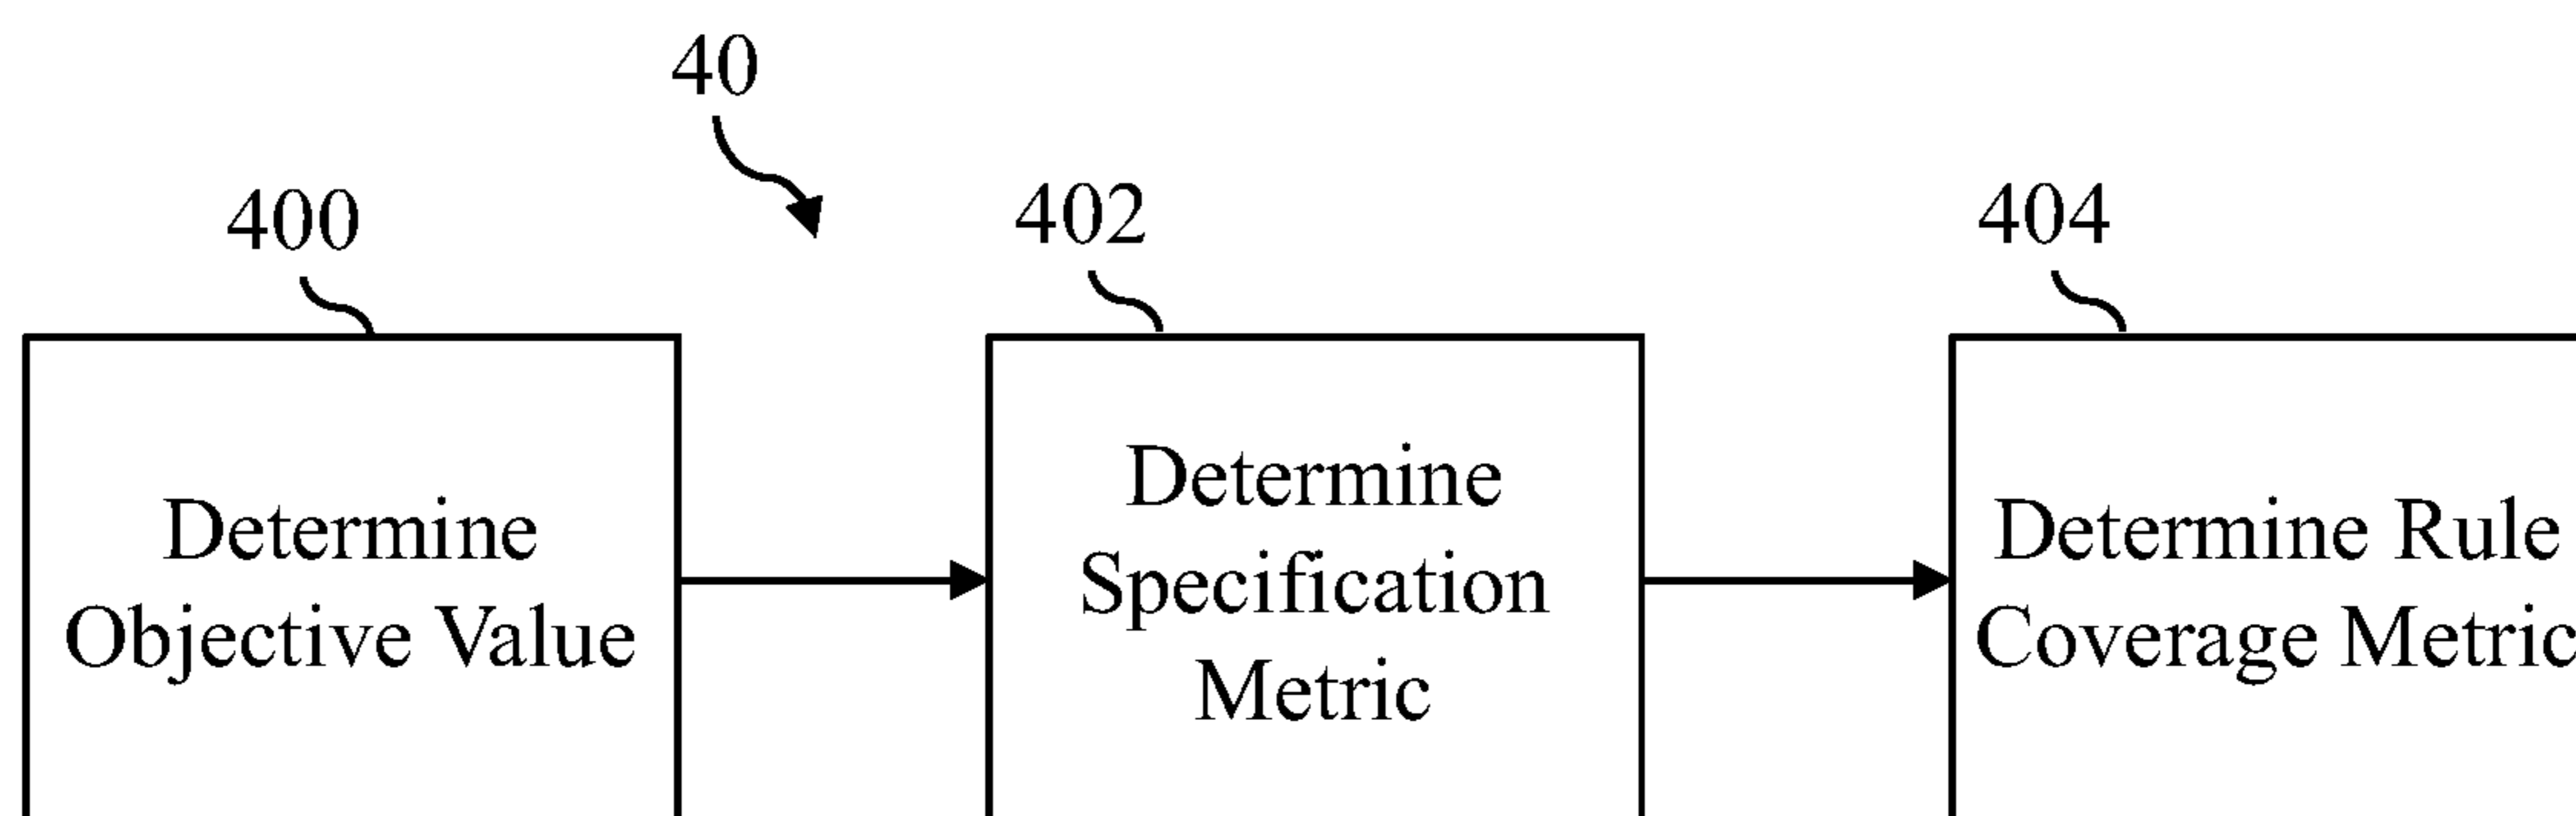 40
400
402
404
Determine
Objective Value
Determine
Specification
Metric
Determine Rule
Coverage Metric